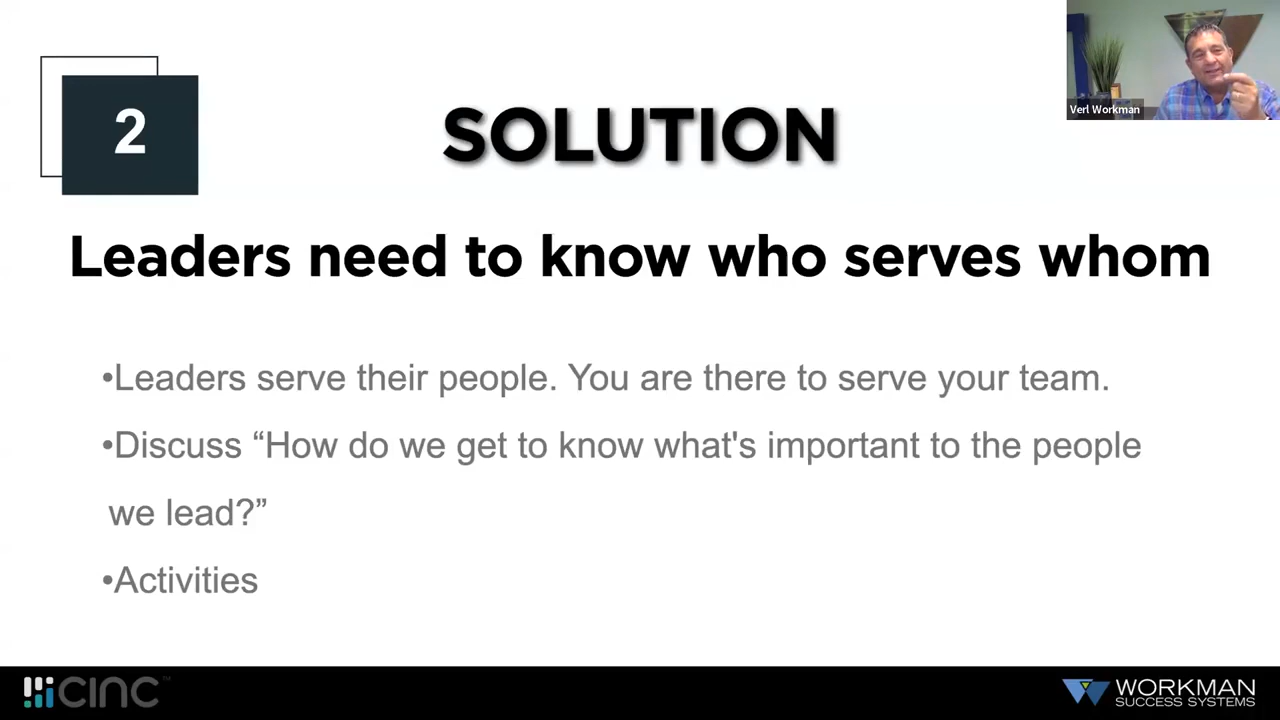 Verl Workman
2
SOLUTION
Leaders need to know who serves whom
•Leaders serve their people. You are there to serve your team.
•Discuss “How do we get to know what's important to the people
we lead?”
•Activities
CINC™
WORKMAN
SUCCESS SYSTEMS